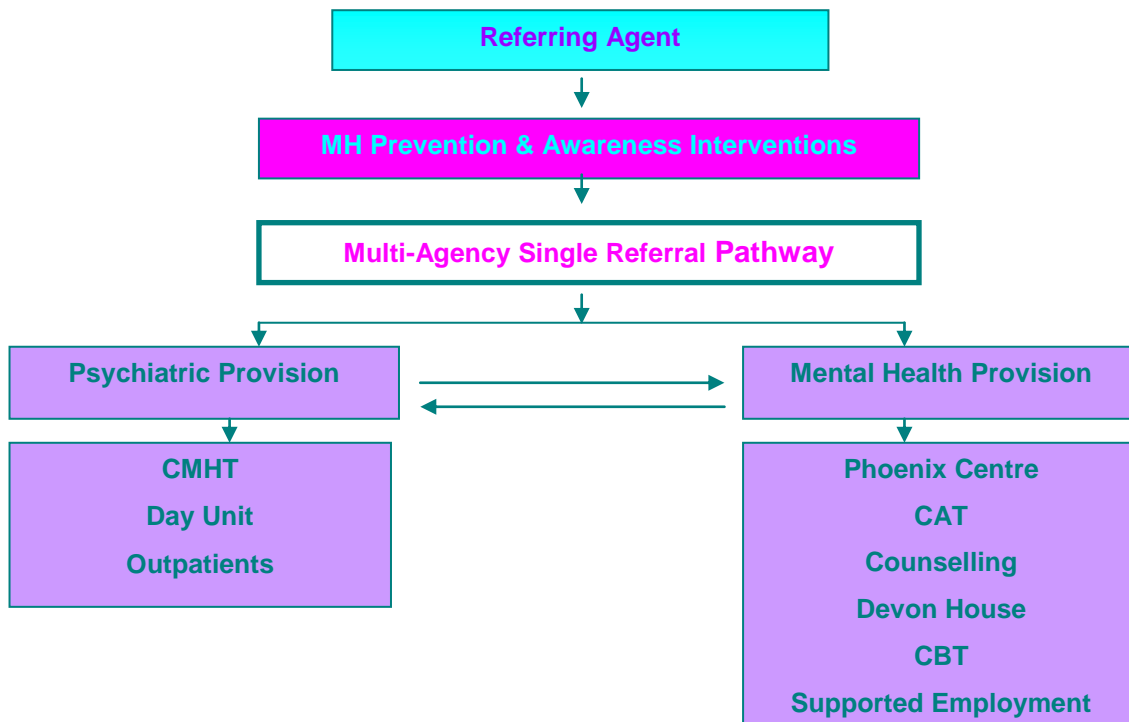 Referring Agent
MH Prevention & Awareness Interventions
Multi-Agency Single Referral Pathway
Psychiatric Provision
Mental Health Provision
CMHT
Day Unit
Outpatients
Phoenix Centre
CAT
Counselling
Devon House
CBT
Supported Employment